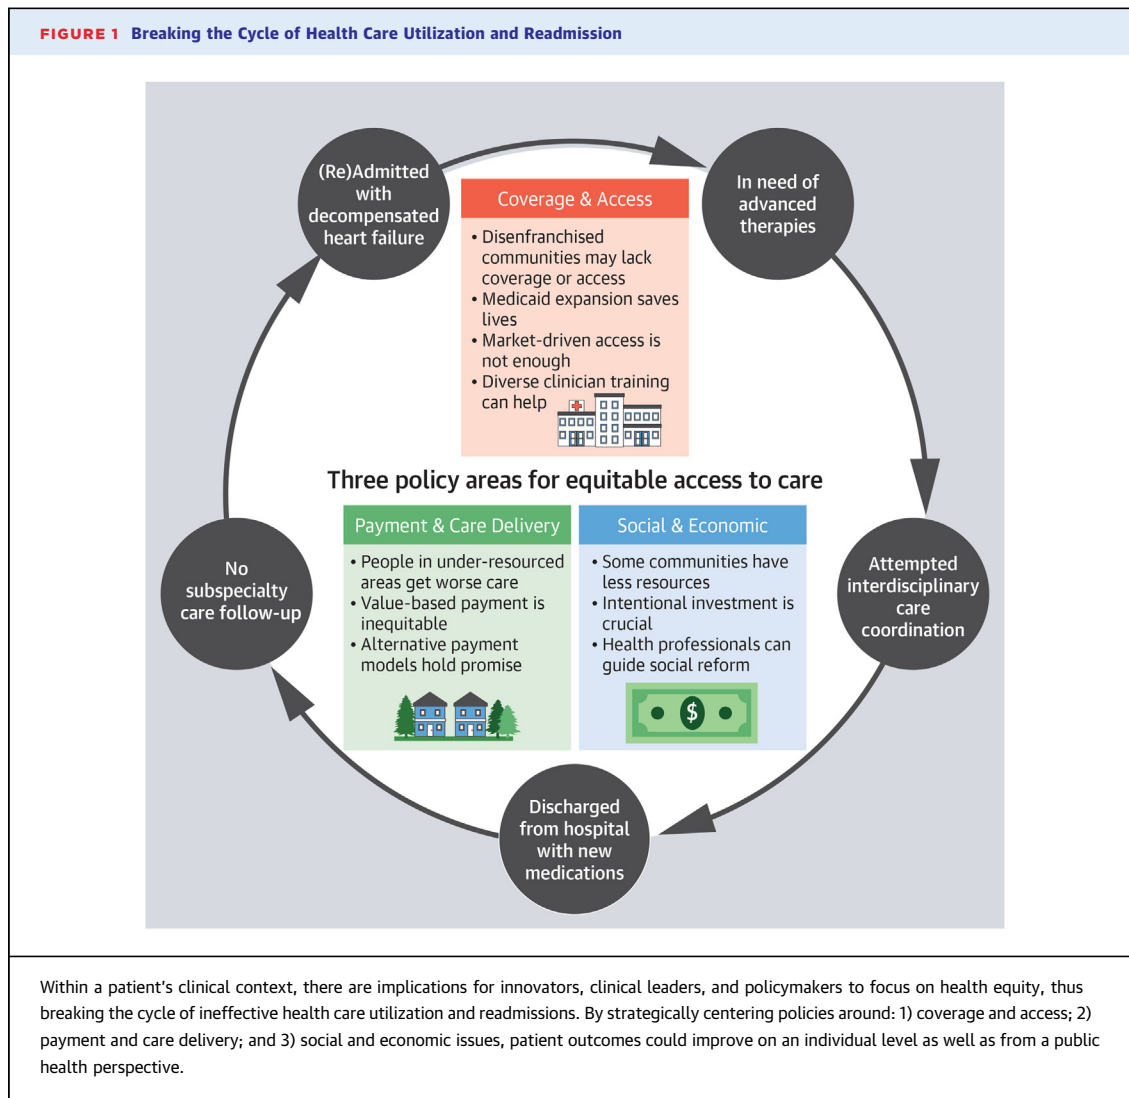 FIGURE 1 Breaking the Cycle of Health Care Utilization and Readmission
(Re)Admitted
with
decompensated
heart failure
In need of
advanced
therapies
Coverage & Access
• Disenfranchised
communities may lack
coverage or access
• Medicaid expansion saves
lives
• Market-driven access is
not enough
• Diverse clinician training
can help
Three policy areas for equitable access to care
Payment & Care Delivery
• People in under-resourced
areas get worse care
• Value-based payment is
inequitable
• Alternative payment
models hold promise
Social & Economic
• Some communities have
less resources
• Intentional investment is
crucial
• Health professionals can
guide social reform
$
No
subspecialty
care follow-up
Attempted
interdisciplinary
care
coordination
Discharged
from hospital
with new
medications
Within a patient's clinical context, there are implications for innovators, clinical leaders, and policymakers to focus on health equity, thus
breaking the cycle of ineffective health care utilization and readmissions. By strategically centering policies around: 1) coverage and access; 2)
payment and care delivery; and 3) social and economic issues, patient outcomes could improve on an individual level as well as from a public
health perspective.